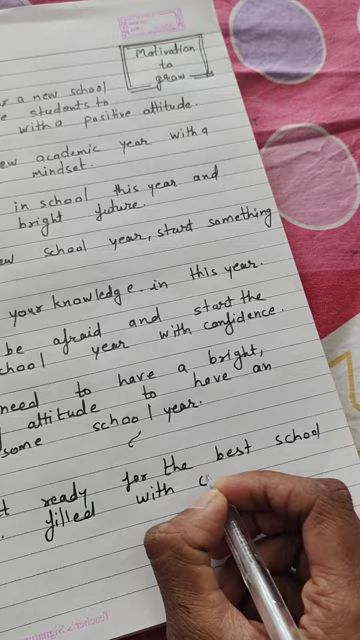 Motivation
to
grow
a new school
students to
with a positive attitude.
academic year with a
mindset.
in school this year and
bright future.
school year, start something
your knowledge. in this year.
be afraid and start the
year with confidence.
need to have a bright,
attitude to have an
some school year.
ready for the best school
filled with